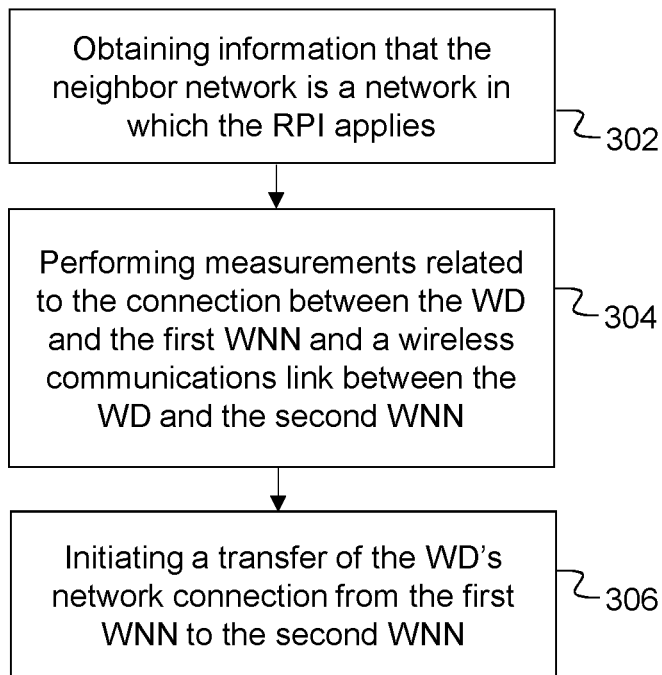 Obtaining information that the
neighbor network is a network in
which the RPI applies
302
Performing measurements related
to the connection between the WD
and the first WNN and a wireless
communications link between the
WD and the second WNN
304
Initiating a transfer of the WD's
network connection from the first
WNN to the second WNN
306